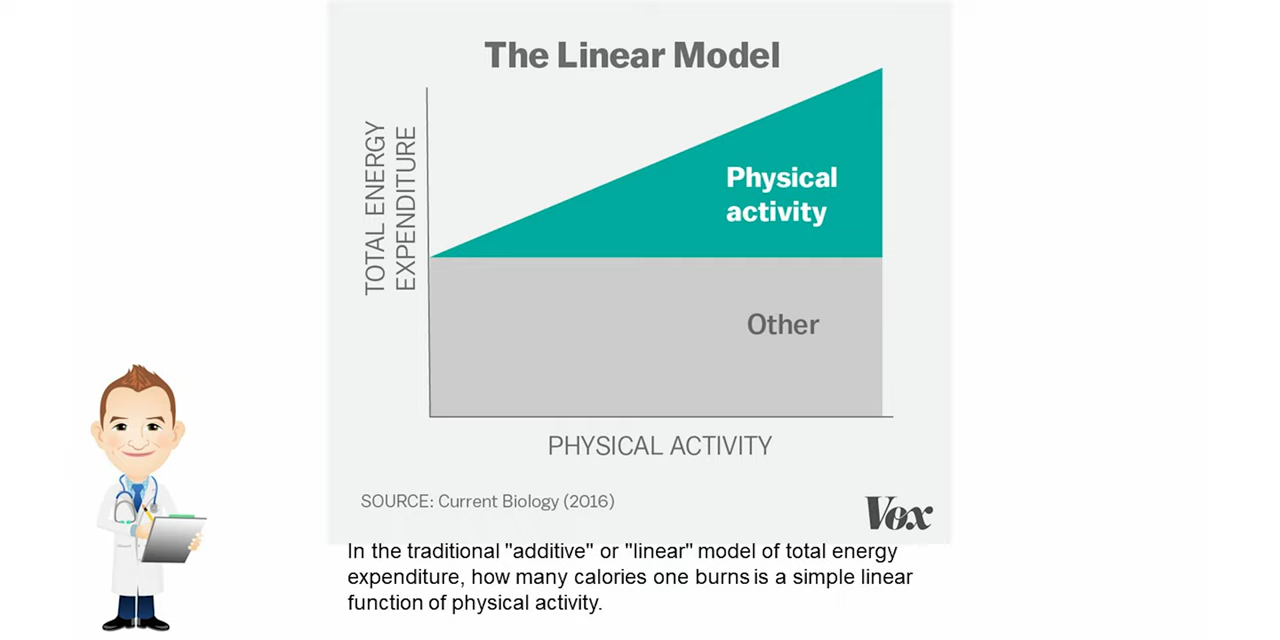 The Linear Model
TOTAL ENERGY
EXPENDITURE
Physical
activity
Other
PHYSICAL ACTIVITY
SOURCE: Current Biology (2016)
Vox
In the traditional "additive" or "linear" model of total energy
expenditure, how many calories one burns is a simple linear
function of physical activity.